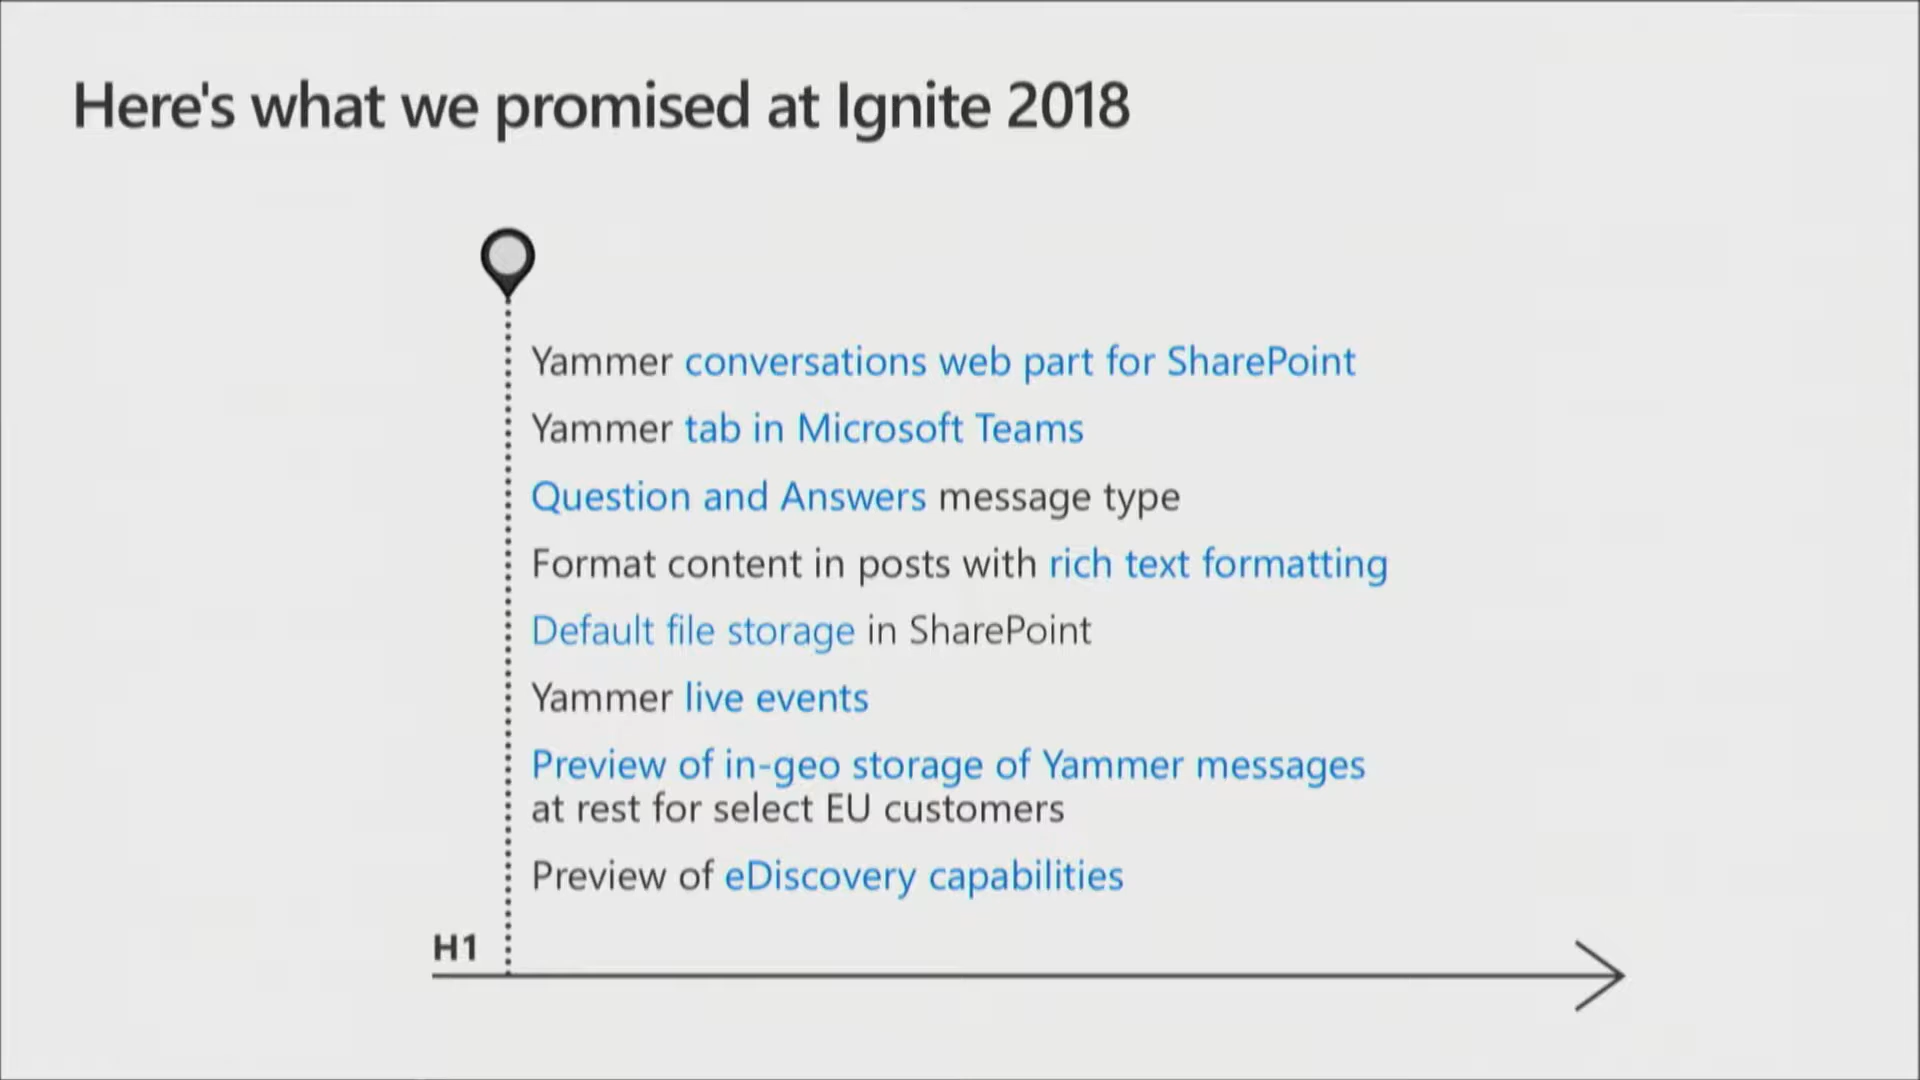 Here's what we promised at Ignite 2018
Yammer conversations web part for SharePoint
Yammer tab in Microsoft Teams
Question and Answers message type
Format content in posts with rich text formatting
Default file storage in SharePoint
Yammer live events
Preview of in-geo storage of Yammer messages
at rest for select EU customers
Preview of eDiscovery capabilities
H1